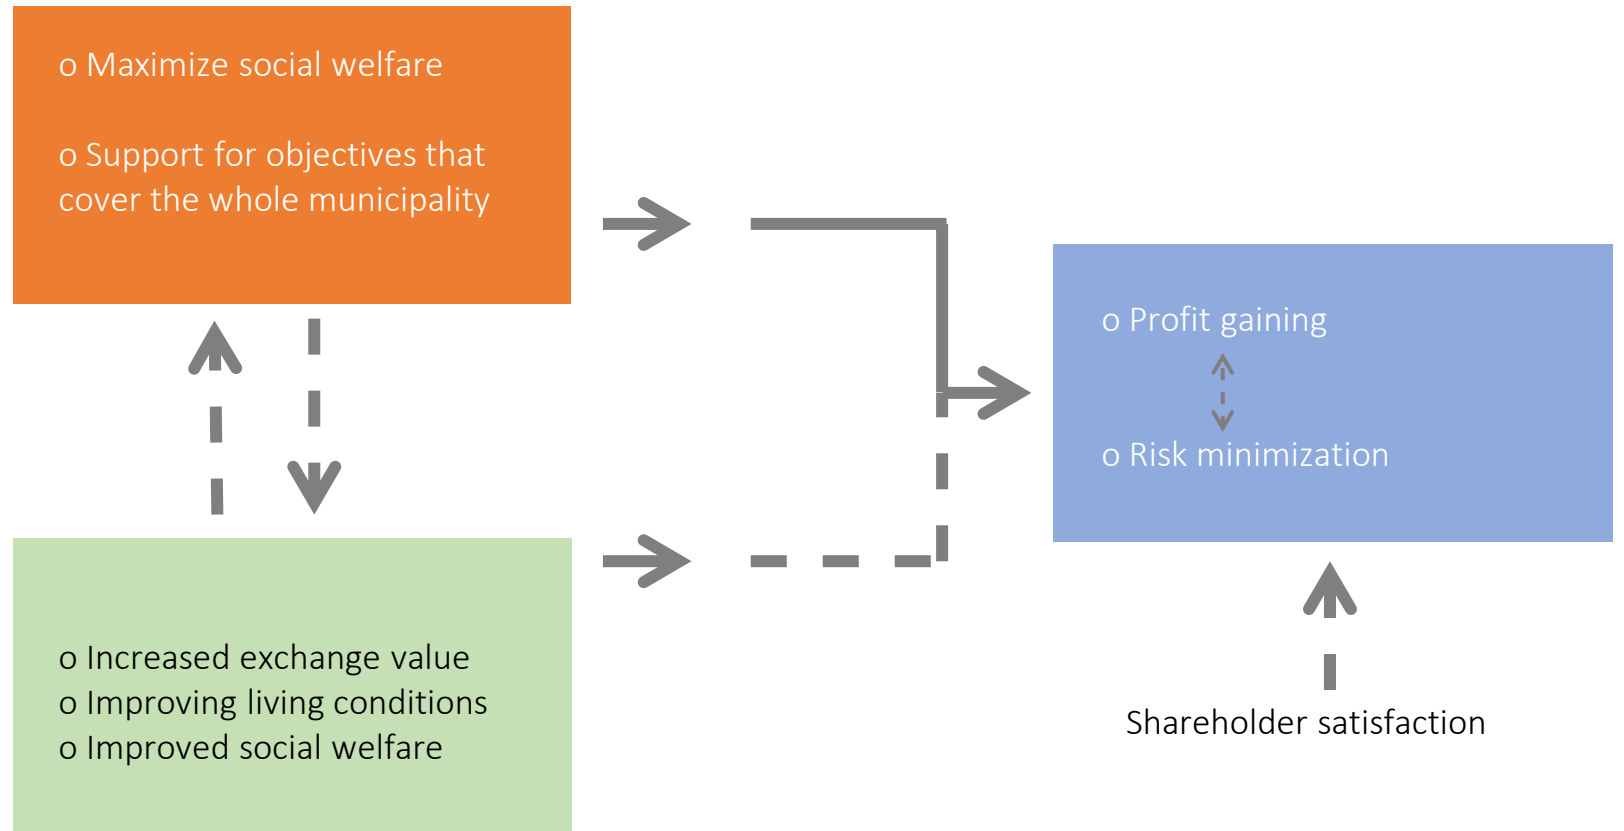 o Maximize social welfare
o Support for objectives that
cover the whole municipality
o Profit gaining
o Risk minimization
o Increased exchange value
o Improving living conditions
o Improved social welfare
Shareholder satisfaction